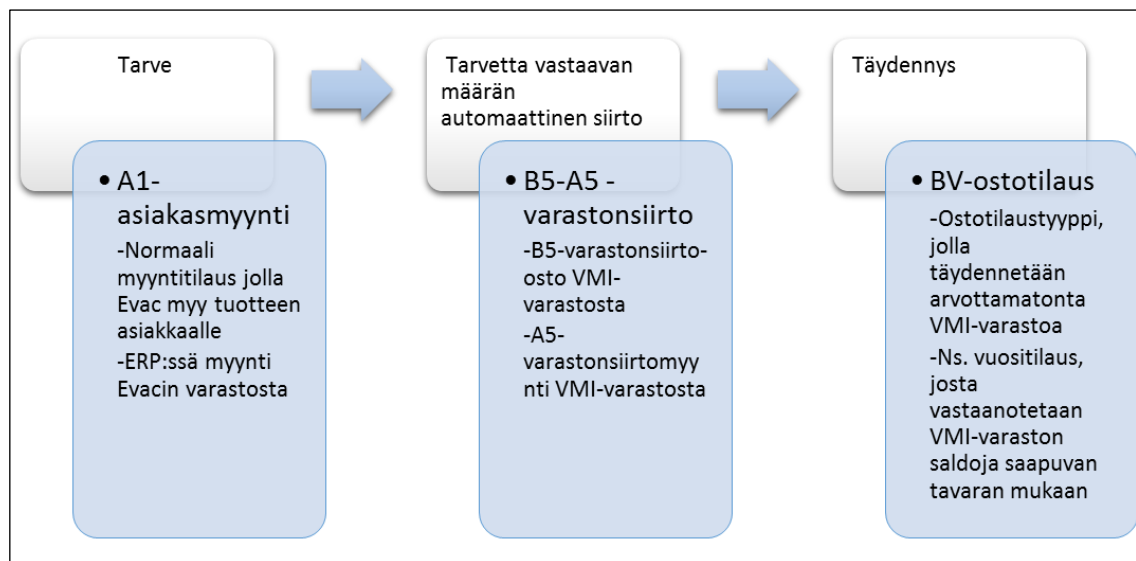 Tarve
• A1-
asiakasmyynti
-Normaali
myyntitilaus jolla
Evac myy tuotteen
asiakkaalle
-ERP:ssä myynti
Evacin varastosta
Tarvetta vastaavan
määrän
automaattinen siirto
• B5-A5 -
varastonsiirto
-B5-varastonsiirto-
osto VMI-
varastosta
-A5-
varastonsiirtomyy
nti VMI-varastosta
Täydennys
• BV-ostotilaus
-Ostotilaustyyppi,
jolla
täydennetään
arvottamatonta
VMI-varastoa
-Ns. vuositilaus,
josta
vastaanotetaan
VMI-varaston
saldoja saapuvan
tavaran mukaan